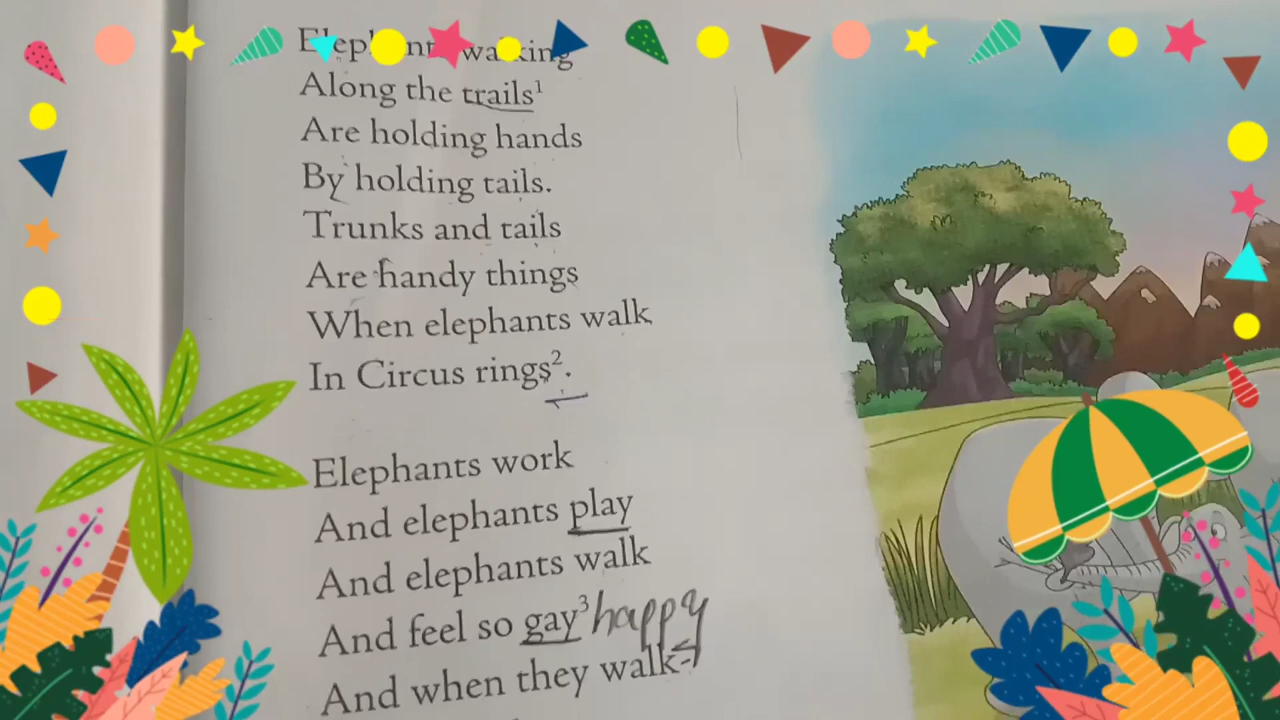 Elephants walking
Along the trails¹
Are holding hands
By holding tails.
Trunks and tails
Are handy things
When elephants walk
In Circus rings².
Elephants work
And elephants play
And elephants walk
And feel so gay³ happy
And when they walk-